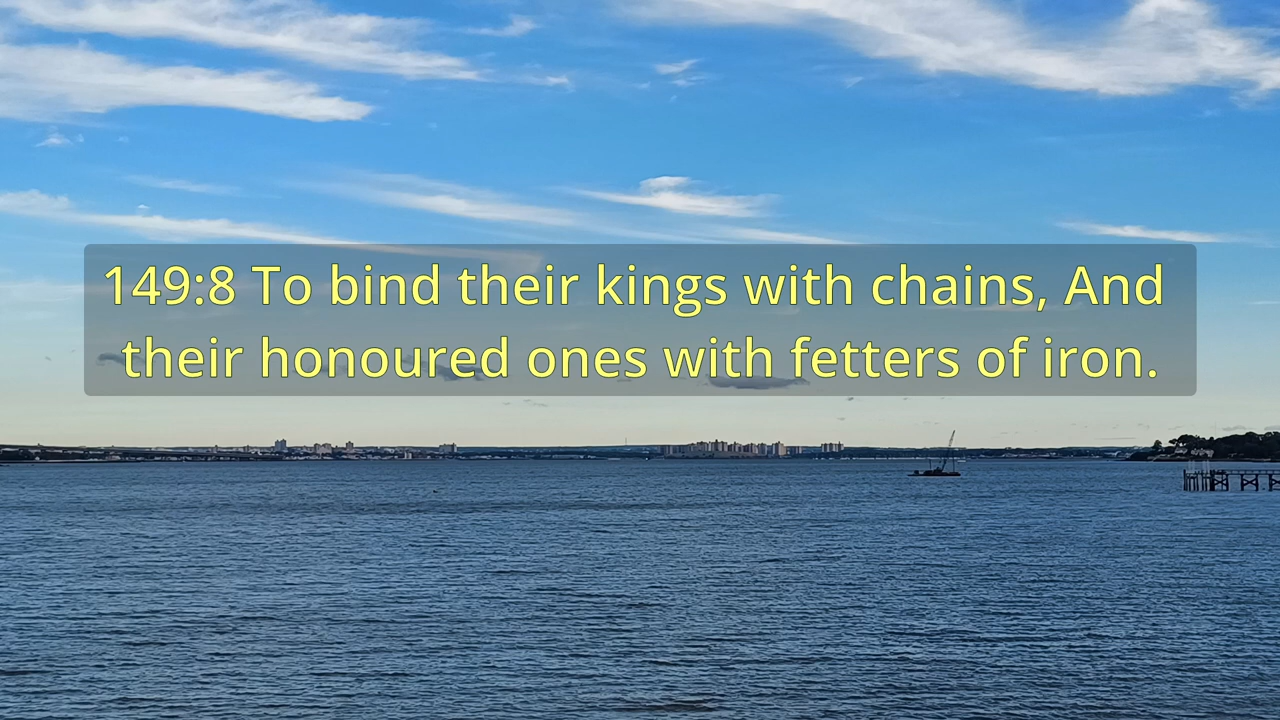 149:8 To bind their kings with chains, And
their honoured ones with fetters of iron.